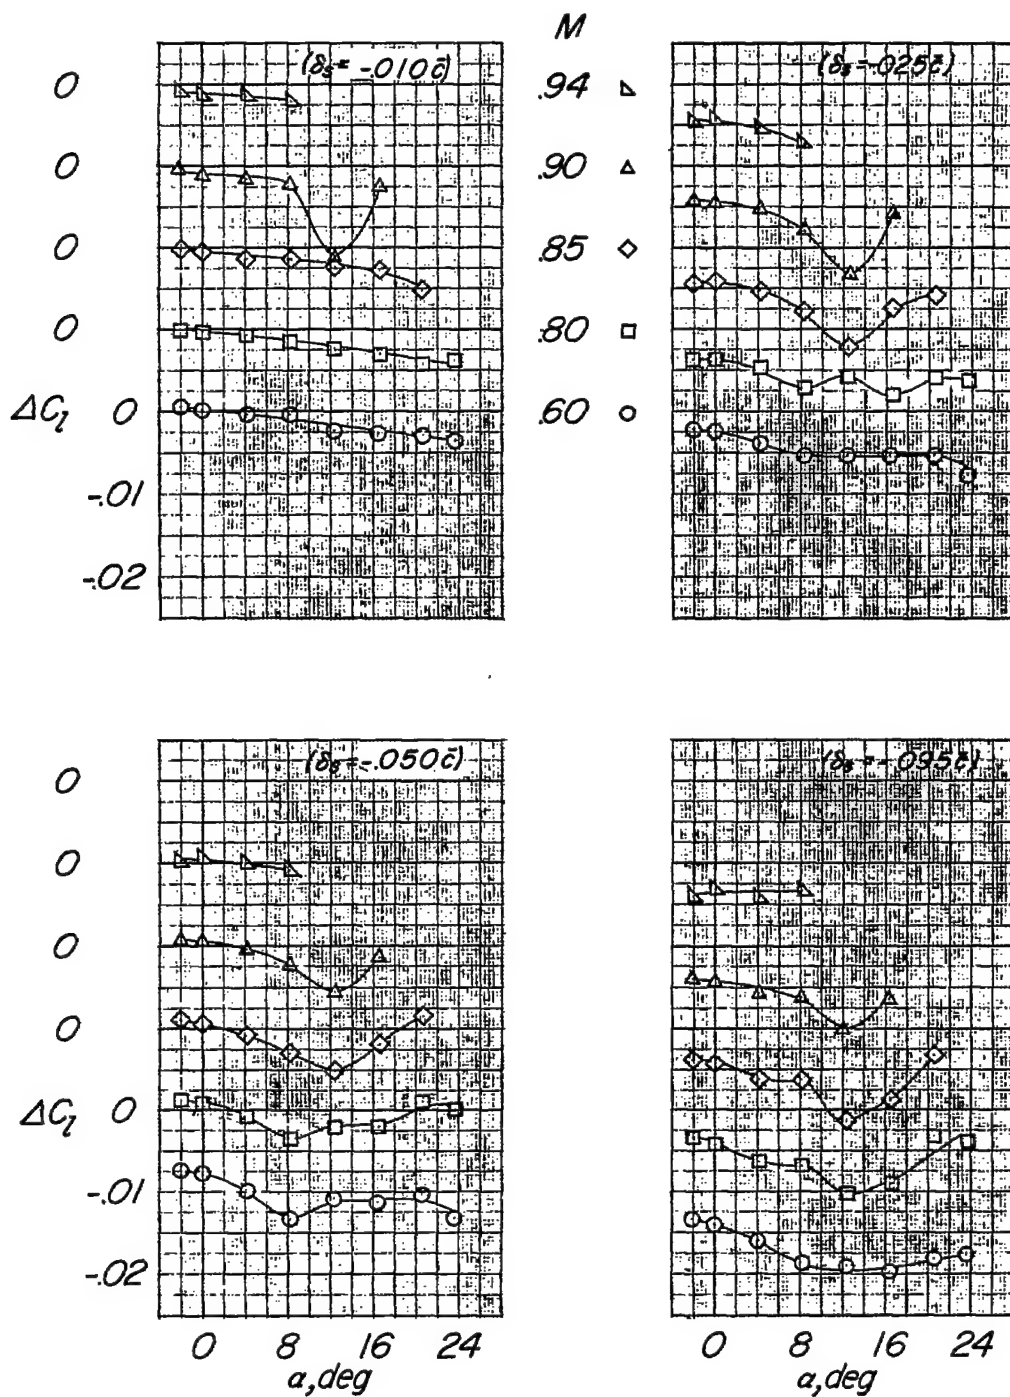 M
(δs = -.010c̄)
(δs = -.025c̄)
0 .94
0 .90
0 .85
0 .80
ΔCl 0 .60
-.01
-.02
(δs = -.050c̄)
(δs = -.095c̄)
0
0
0
0
ΔCl 0
-.01
-.02
0 8 16 24
0 8 16 24
α, deg
α, deg